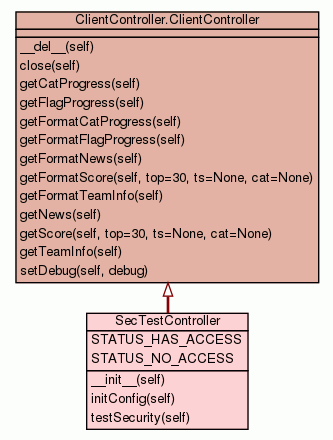 ClientController.ClientController
__del__(self)
close(self)
getCatProgress(self)
getFlagProgress(self)
getFormatCatProgress(self)
getFormatFlagProgress(self)
getFormatNews(self)
getFormatScore(self, top=30, ts=None, cat=None)
getFormatTeamInfo(self)
getNews(self)
getScore(self, top=30, ts=None, cat=None)
getTeamInfo(self)
setDebug(self, debug)
SecTestController
STATUS_HAS_ACCESS
STATUS_NO_ACCESS
__init__(self)
initConfig(self)
testSecurity(self)